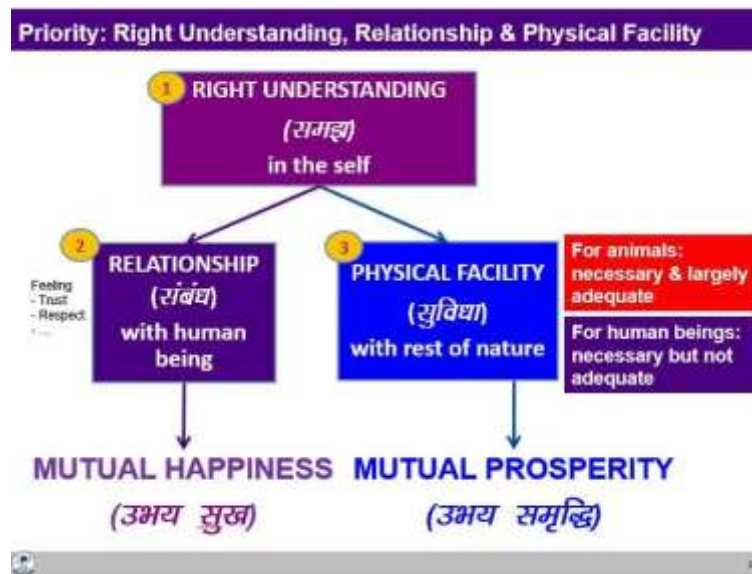 Priority: Right Understanding, Relationship & Physical Facility
1
RIGHT UNDERSTANDING
(समझ)
in the self
2
RELATIONSHIP
(संबंध)
with human
being
Feeling
- Trust
- Respect
- ...
3
PHYSICAL FACILITY
(सुविधा)
with rest of nature
For animals:
necessary & largely
adequate
For human beings:
necessary but not
adequate
MUTUAL HAPPINESS
(उभय सुख)
MUTUAL PROSPERITY
(उभय समृद्धि)